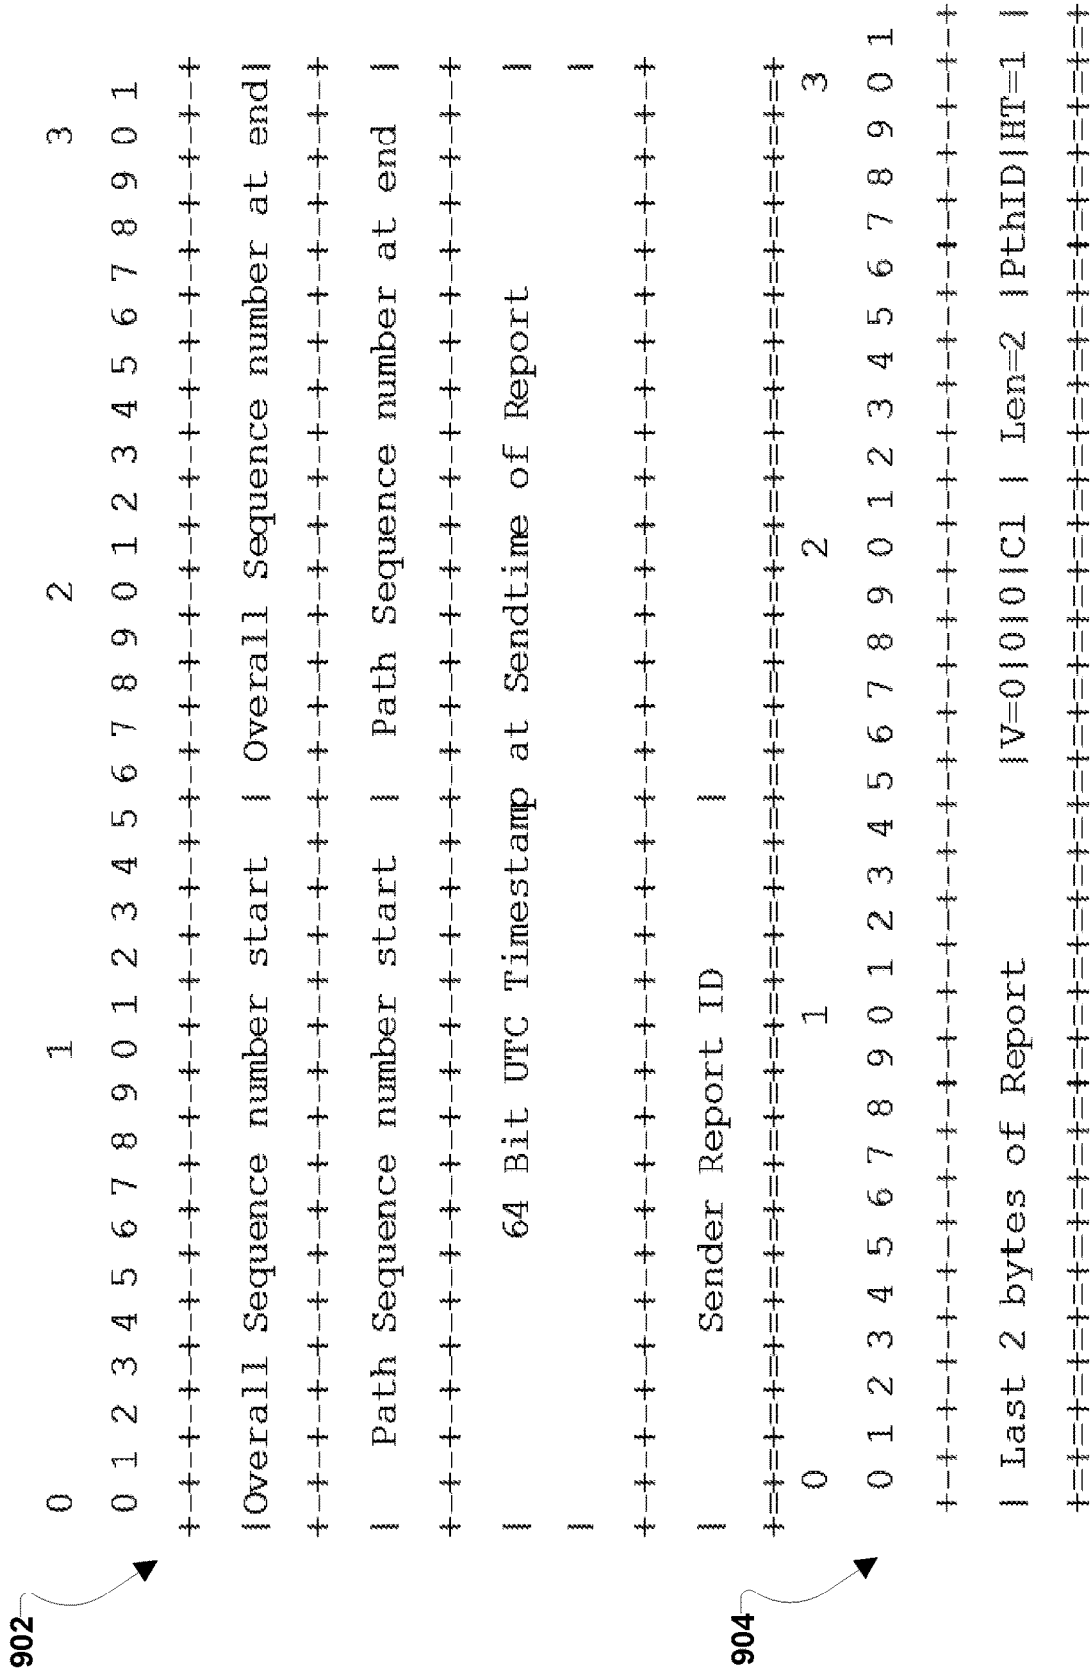 902
0 1 2 3
0 1 2 3 4 5 6 7 8 9 0 1 2 3 4 5 6 7 8 9 0 1 2 3 4 5 6 7 8 9 0 1
+-+-+-+-+-+-+-+-+-+-+-+-+-+-+-+-+-+-+-+-+-+-+-+-+-+-+-+-+-+-+-+-+
|Overall Sequence number start | Overall Sequence number at end|
+-+-+-+-+-+-+-+-+-+-+-+-+-+-+-+-+-+-+-+-+-+-+-+-+-+-+-+-+-+-+-+-+
| Path Sequence number start | Path Sequence number at end |
+-+-+-+-+-+-+-+-+-+-+-+-+-+-+-+-+-+-+-+-+-+-+-+-+-+-+-+-+-+-+-+-+
| 64 Bit UTC Timestamp at Sendtime of Report |
| |
+-+-+-+-+-+-+-+-+-+-+-+-+-+-+-+-+-+-+-+-+-+-+-+-+-+-+-+-+-+-+-+-+
| Sender Report ID |
+=+=+=+=+=+=+=+=+=+=+=+=+=+=+=+=+=+=+=+=+=+=+=+=+=+=+=+=+=+=+=+=+
904
0 1 2 3
0 1 2 3 4 5 6 7 8 9 0 1 2 3 4 5 6 7 8 9 0 1 2 3 4 5 6 7 8 9 0 1
+-+-+-+-+-+-+-+-+-+-+-+-+-+-+-+-+-+-+-+-+-+-+-+-+-+-+-+-+-+-+-+-+
| Last 2 bytes of Report |V=0|0|0|Cl | Len=2 |PthID|HT=1 |
+=+=+=+=+=+=+=+=+=+=+=+=+=+=+=+=+=+=+=+=+=+=+=+=+=+=+=+=+=+=+=+=+